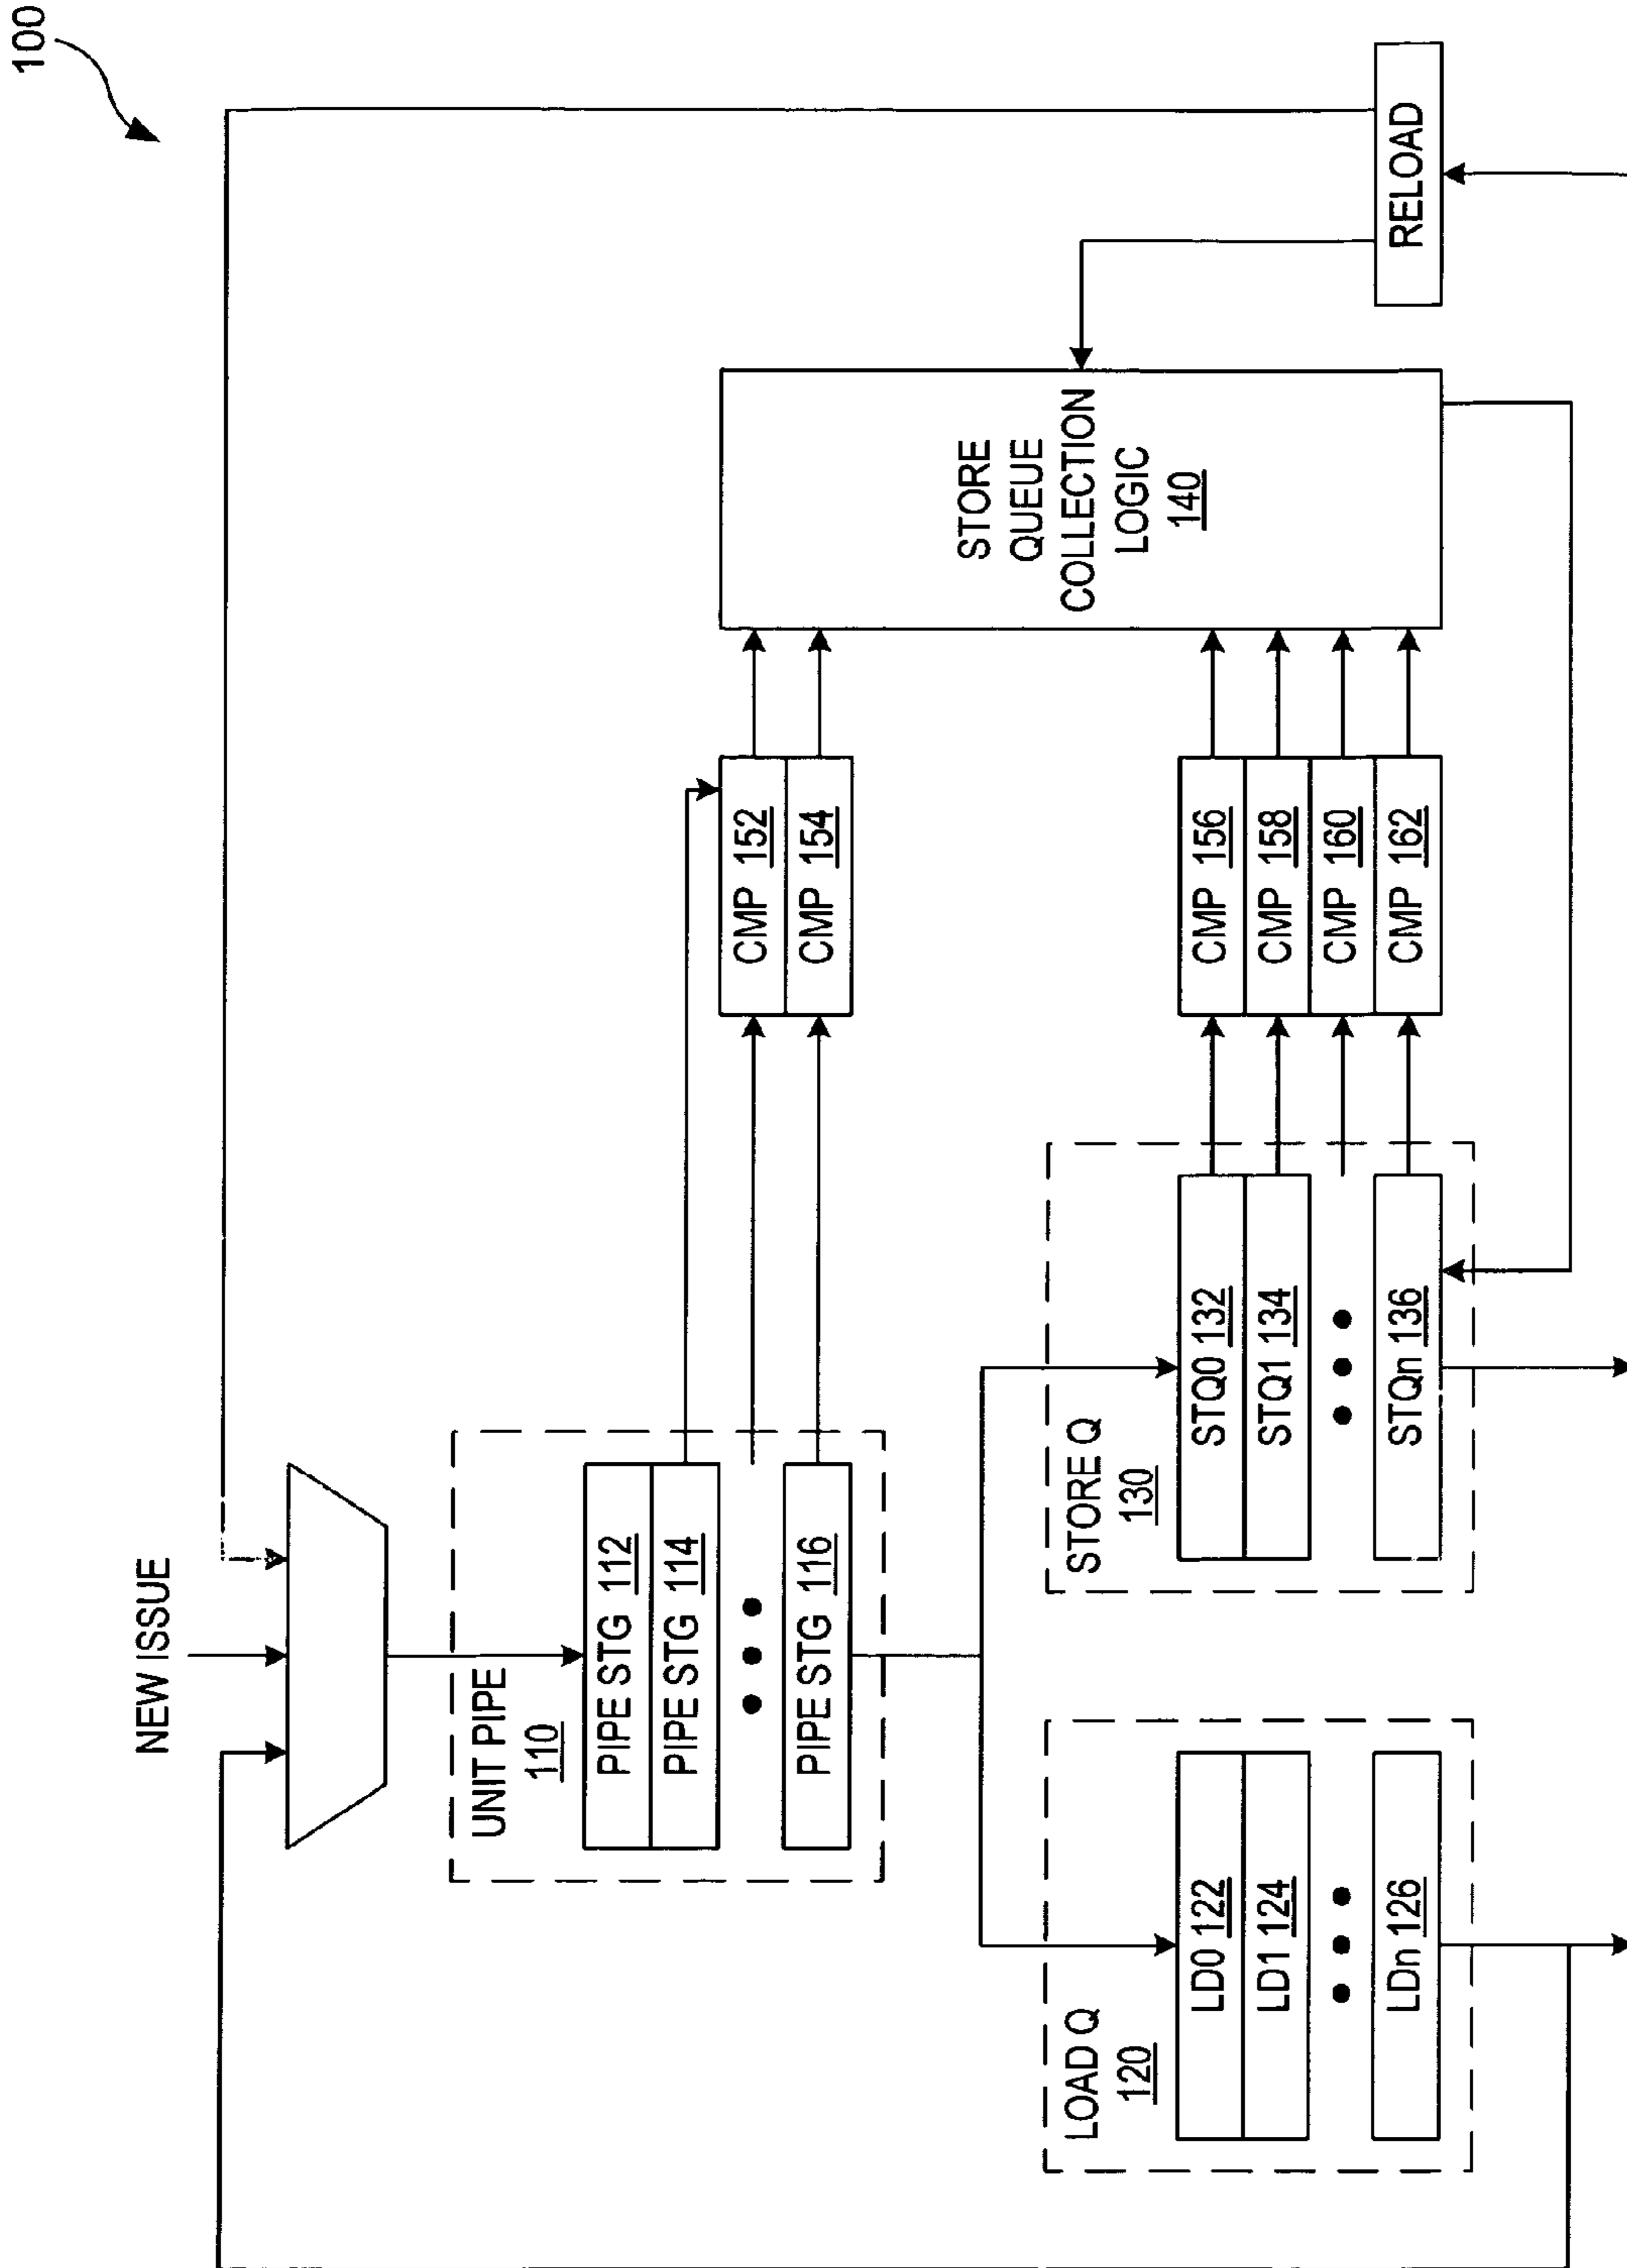 100
NEW ISSUE
UNIT PIPE
110
PIPE STG 112
PIPE STG 114
PIPE STG 116
CMP 152
CMP 154
STORE
QUEUE
COLLECTION
LOGIC
140
LOAD Q
120
LD0 122
LD1 124
LDn 126
STORE Q
130
STQ0 132
STQ1 134
STQn 136
CMP 156
CMP 158
CMP 160
CMP 162
RELOAD